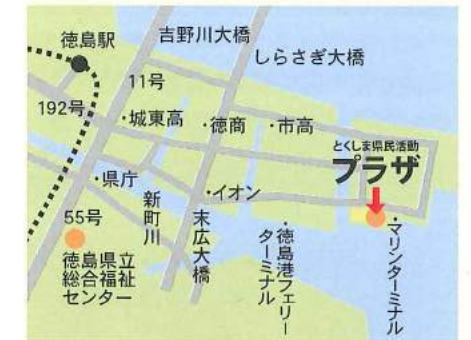 徳島駅
吉野川大橋
しらさぎ大橋
11号
192号
・城東高
・徳商
・市高
とくしま県民活動
プラザ
・県庁
・イオン
新町川
55号
末広大橋
・徳島港フェリー
ターミナル
・マリンターミナル
徳島県立
総合福祉
センター